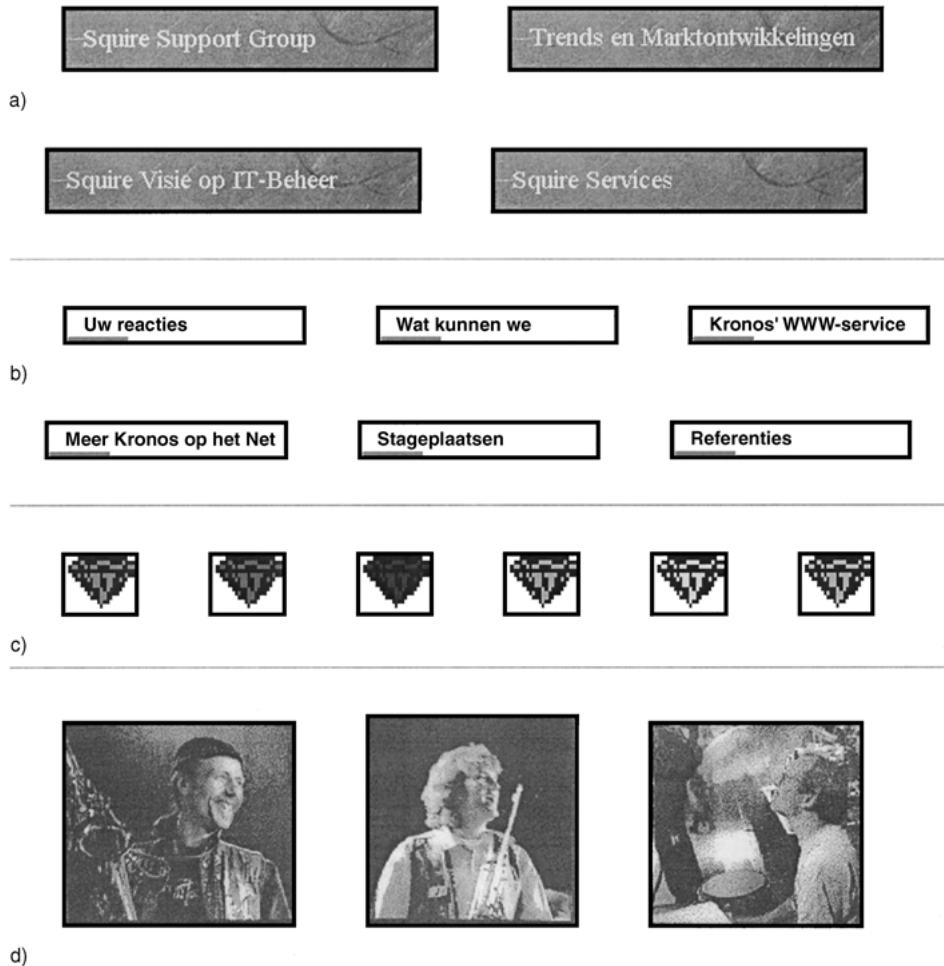 Squire Support Group
Trends en Marktontwikkelingen
a)
Squire Visie op IT-Beheer
Squire Services
Uw reacties
Wat kunnen we
Kronos' WWW-service
b)
Meer Kronos op het Net
Stageplaatsen
Referenties
c)
d)